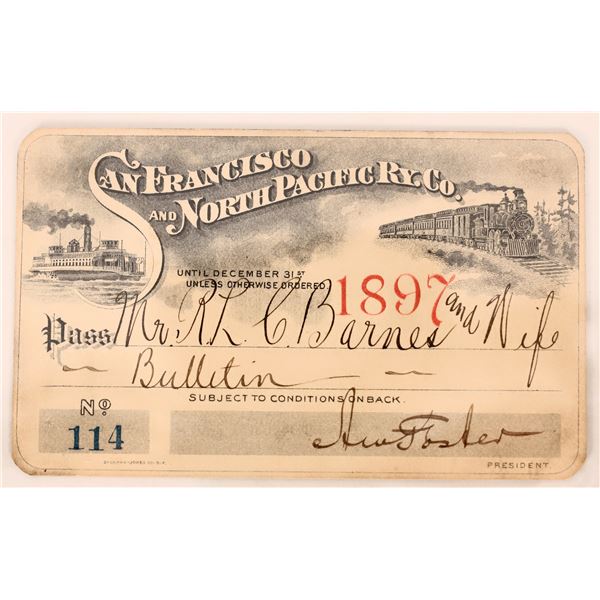 SAN FRANCISCO
AND NORTH PACIFIC RY. CO.
UNTIL DECEMBER 31ST
UNLESS OTHERWISE ORDERED
1897
Pass Mr. R. L. C. Barnes and Wife
Bulletin
SUBJECT TO CONDITIONS ON BACK.
No
114
Foster
PRESIDENT.